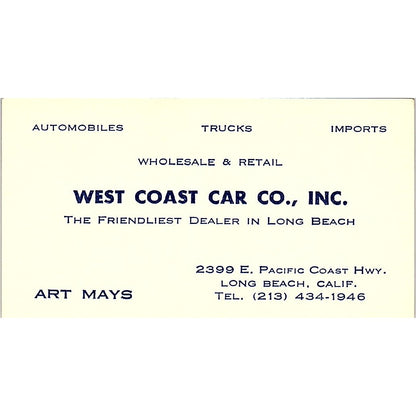 AUTOMOBILES TRUCKS IMPORTS
WHOLESALE & RETAIL
WEST COAST CAR CO., INC.
THE FRIENDLIEST DEALER IN LONG BEACH
2399 E. PACIFIC COAST HWY.
LONG BEACH, CALIF.
ART MAYS TEL. (213) 434-1946